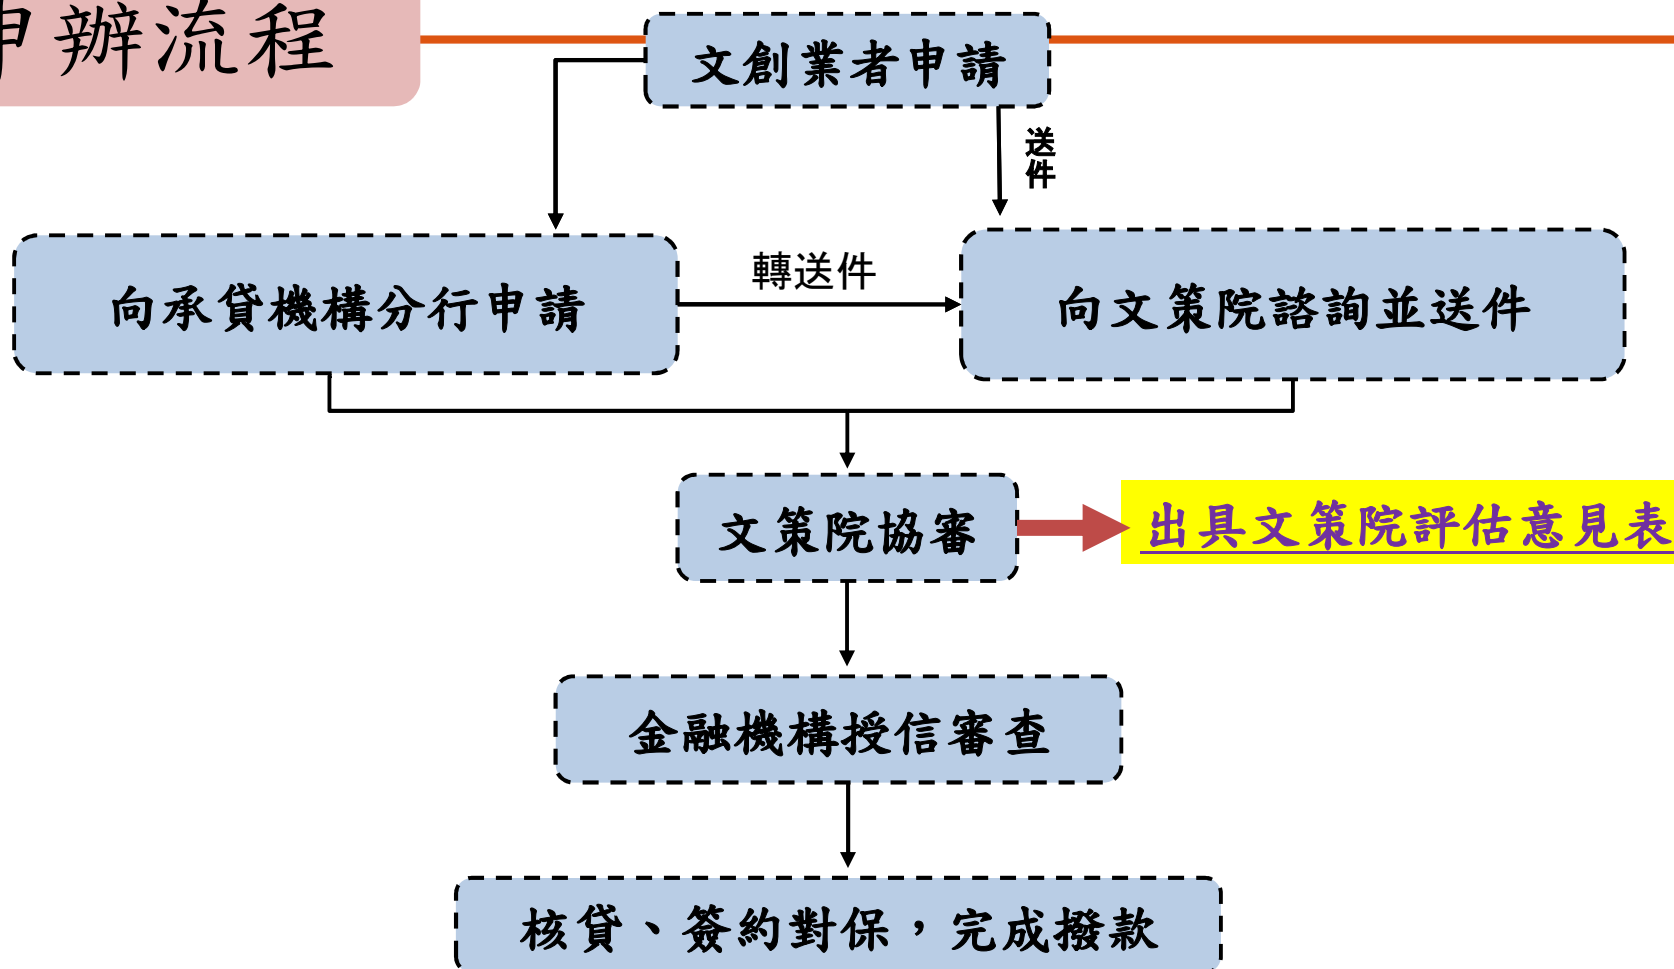 申辦流程
文創業者申請
送件
向承貸機構分行申請
轉送件
向文策院諮詢並送件
文策院協審
出具文策院評估意見表
金融機構授信審查
核貸、簽約對保，完成撥款